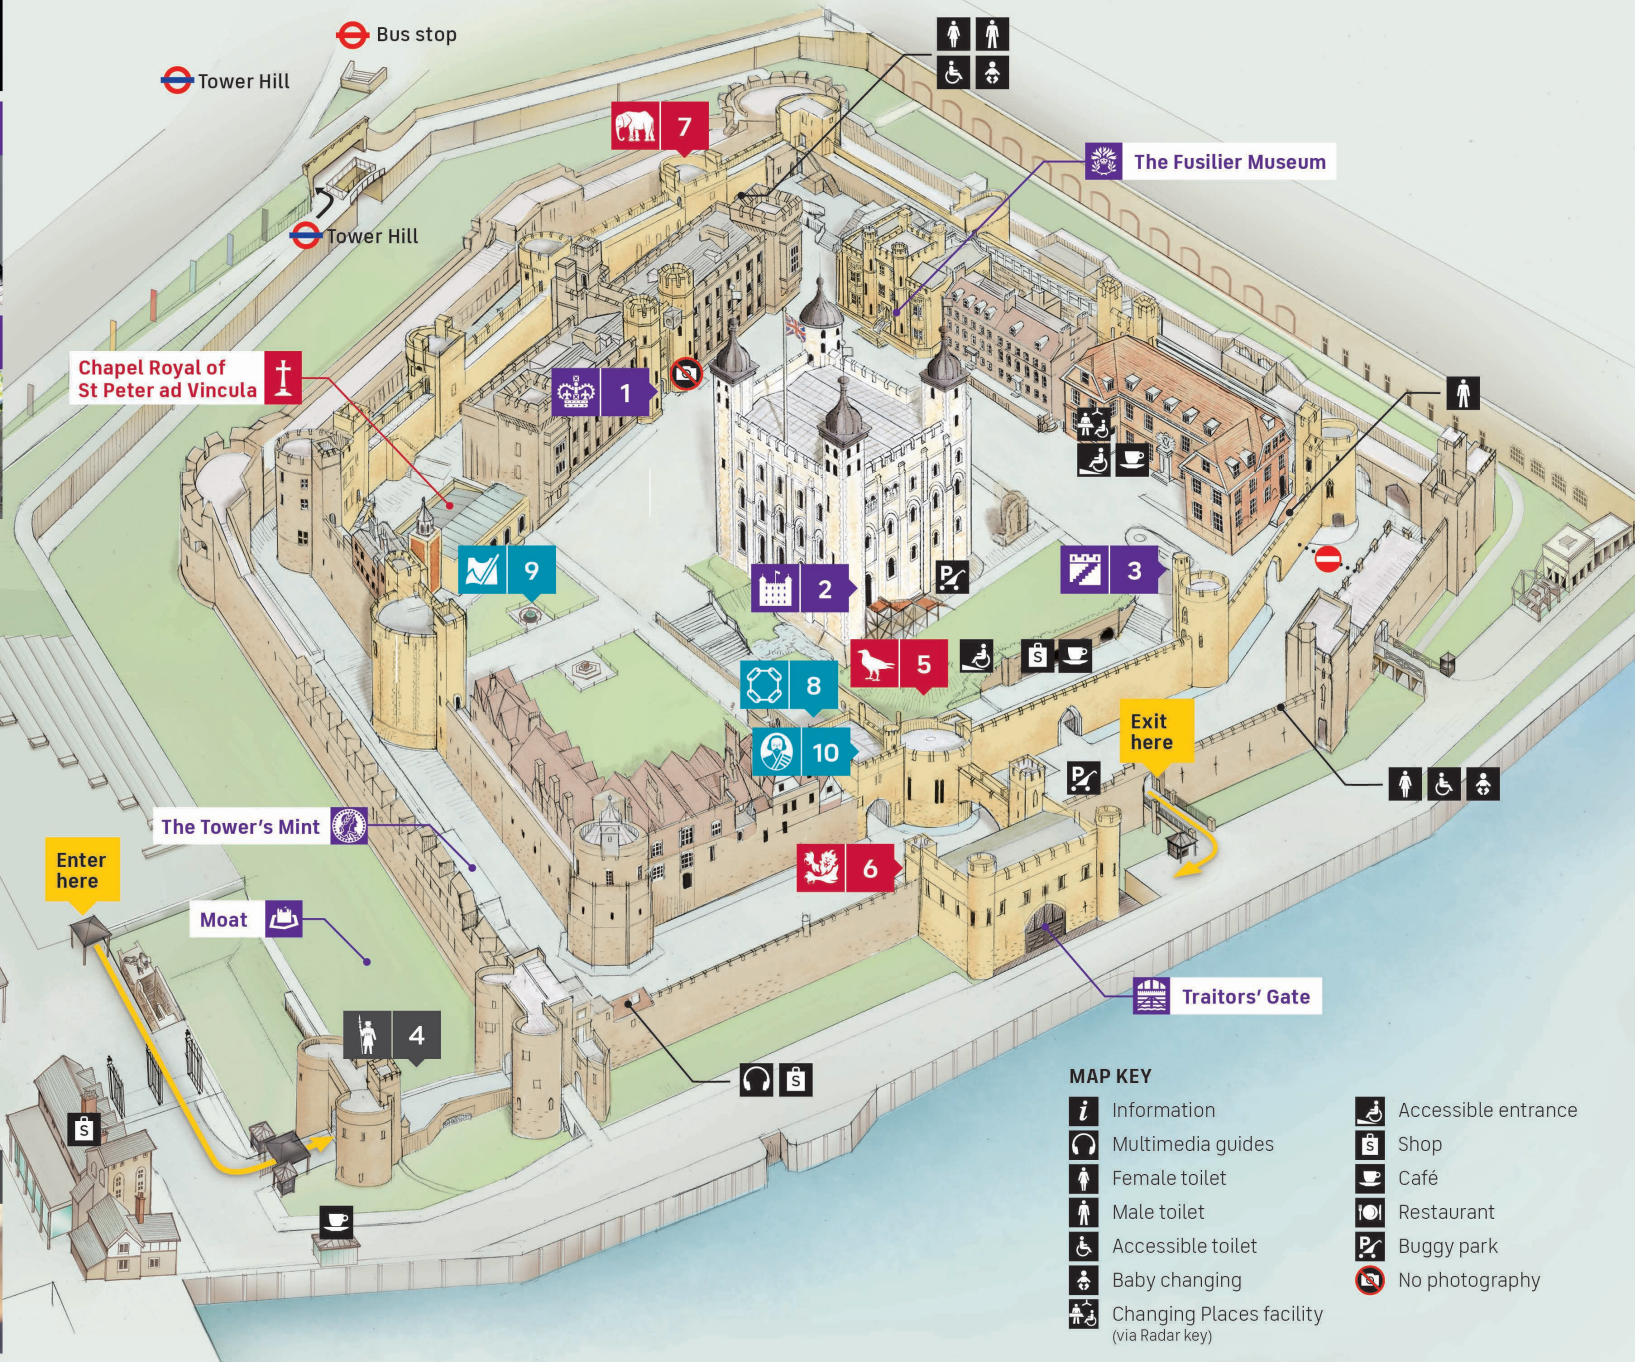 Bus stop
Tower Hill
7
The Fusilier Museum
Tower Hill
Chapel Royal of
St Peter ad Vincula
1
9
2
P
3
5
S
8
10
Exit
here
P
The Tower's Mint
6
Enter
here
Moat
Traitors' Gate
4
S
S
MAP KEY
i Information
Multimedia guides
Female toilet
Male toilet
Accessible toilet
Baby changing
Changing Places facility
(via Radar key)
Accessible entrance
S Shop
Café
Restaurant
P Buggy park
No photography